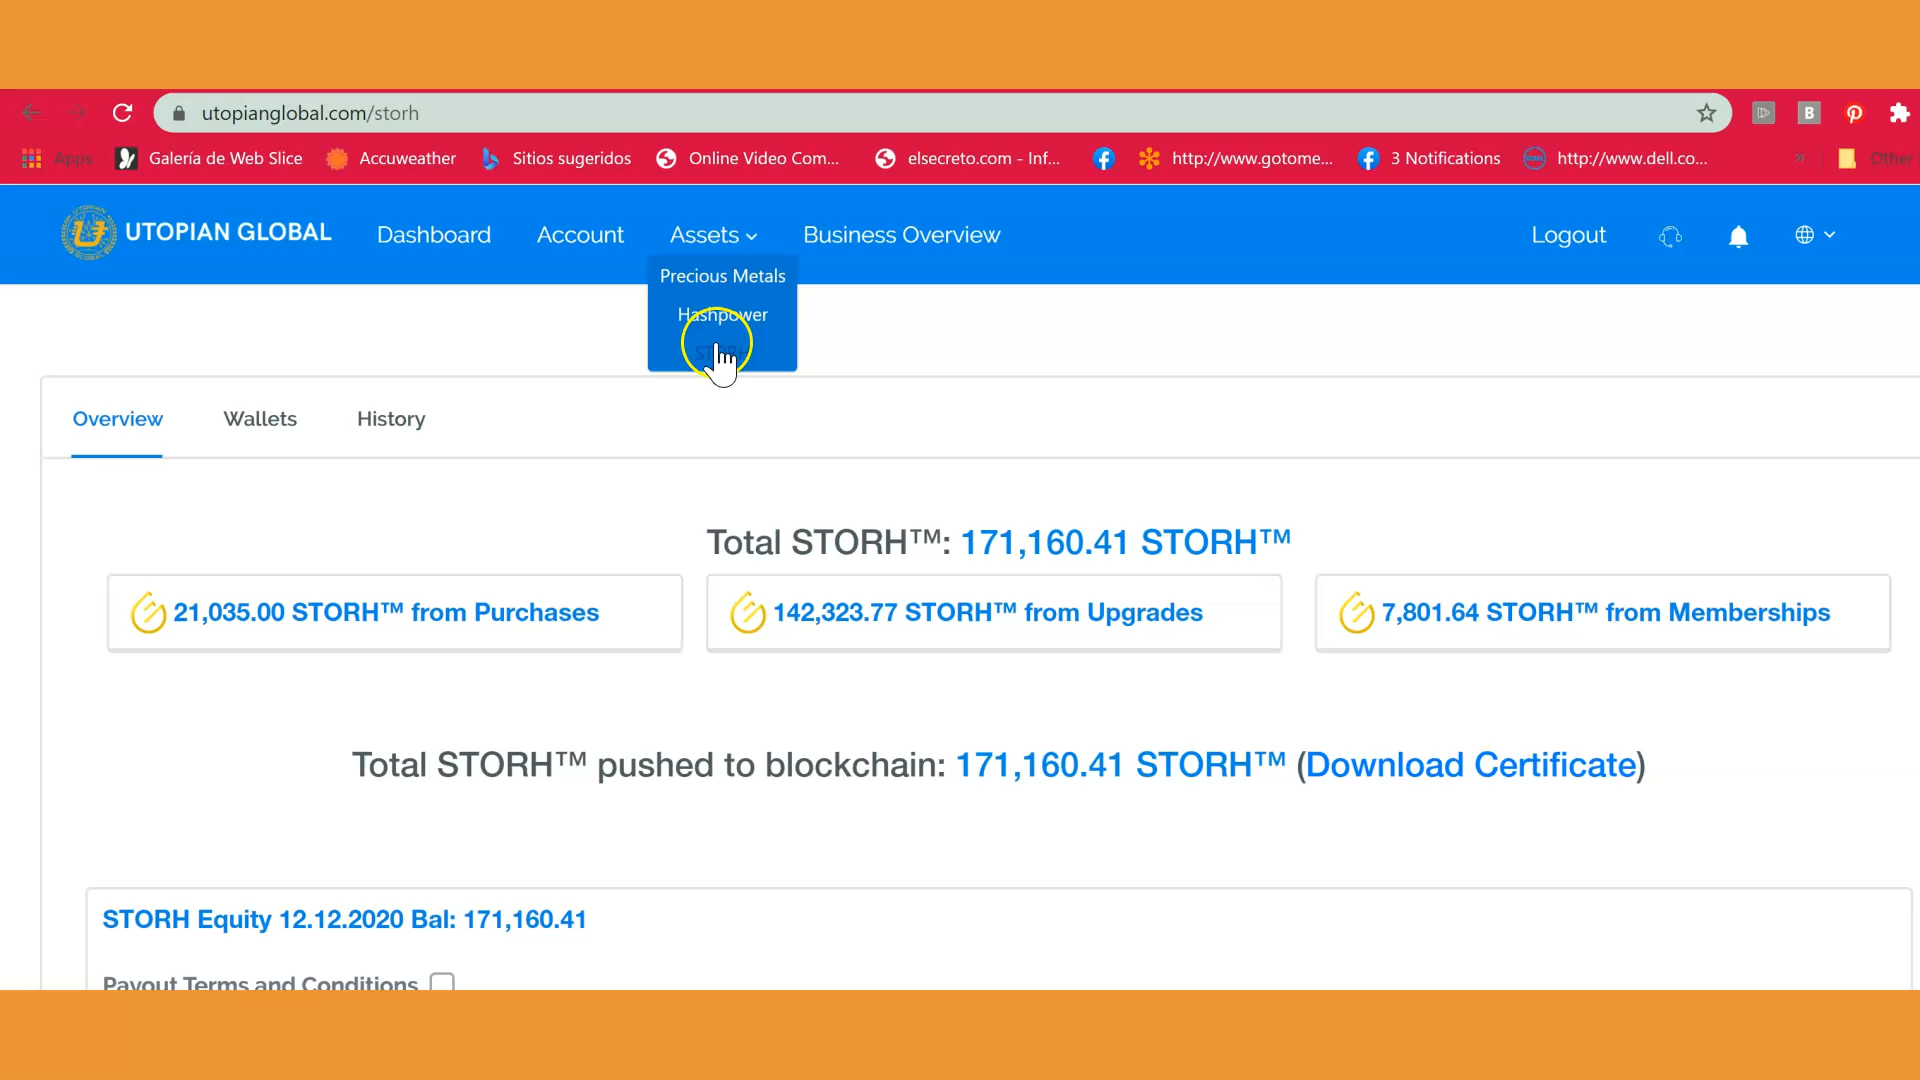 utopianglobal.com/storh
Apps Galería de Web Slice Accuweather Sitios sugeridos Online Video Com... elsecreto.com - Inf... http://www.gotome... 3 Notifications http://www.dell.co... » Other
UTOPIAN GLOBAL Dashboard Account Assets Business Overview Logout
Precious Metals
Hashpower
Overview Wallets History
Total STORH™: 171,160.41 STORH™
21,035.00 STORH™ from Purchases 142,323.77 STORH™ from Upgrades 7,801.64 STORH™ from Memberships
Total STORH™ pushed to blockchain: 171,160.41 STORH™ (Download Certificate)
STORH Equity 12.12.2020 Bal: 171,160.41
Payout Terms and Conditions